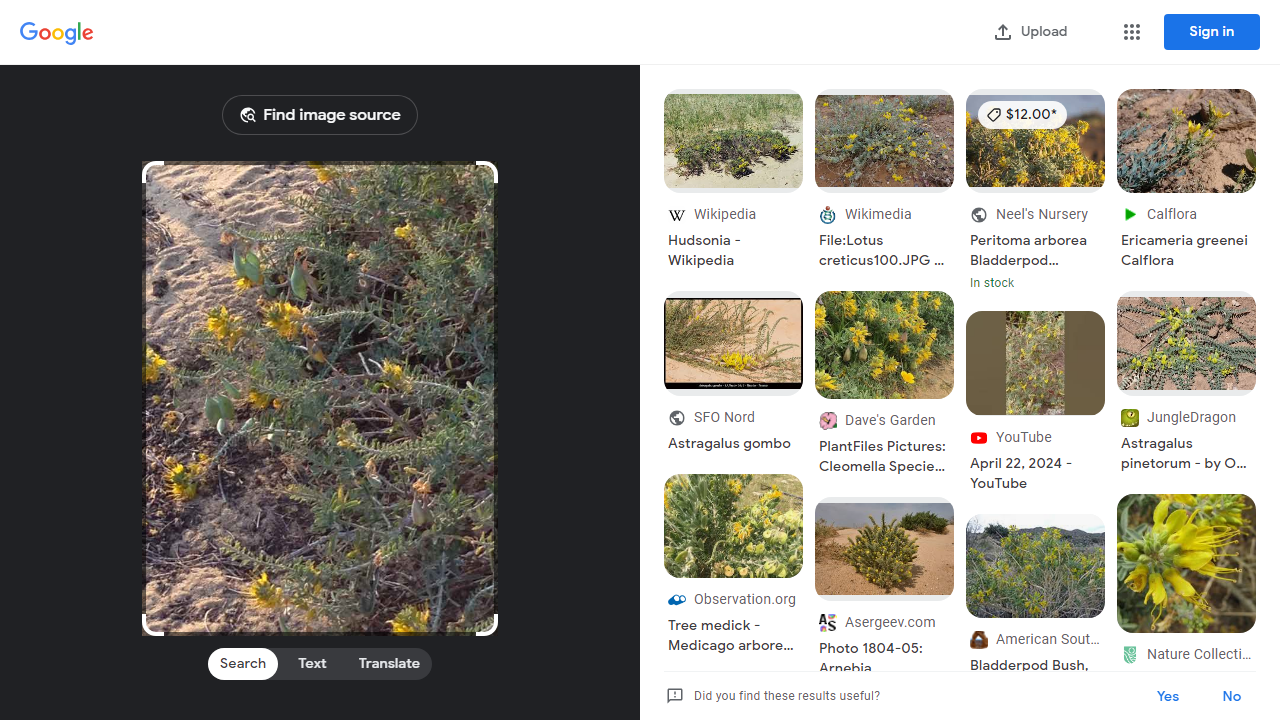 Google
Upload
Sign in
Find image source
Search
Text
Translate
Wikipedia
Hudsonia -
Wikipedia
Wikimedia
File:Lotus
creticus100.JPG ...
$12.00*
Neel's Nursery
Peritoma arborea
Bladderpod...
In stock
Calflora
Ericameria greenei
Calflora
SFO Nord
Astragalus gombo
Dave's Garden
PlantFiles Pictures:
Cleomella Specie...
YouTube
April 22, 2024 -
YouTube
JungleDragon
Astragalus
pinetorum - by O...
Observation.org
Tree medick -
Medicago arbore...
Asergeev.com
Photo 1804-05:
Arnebia
American Sout...
Bladderpod Bush,
Nature Collecti...
Did you find these results useful?
Yes
No